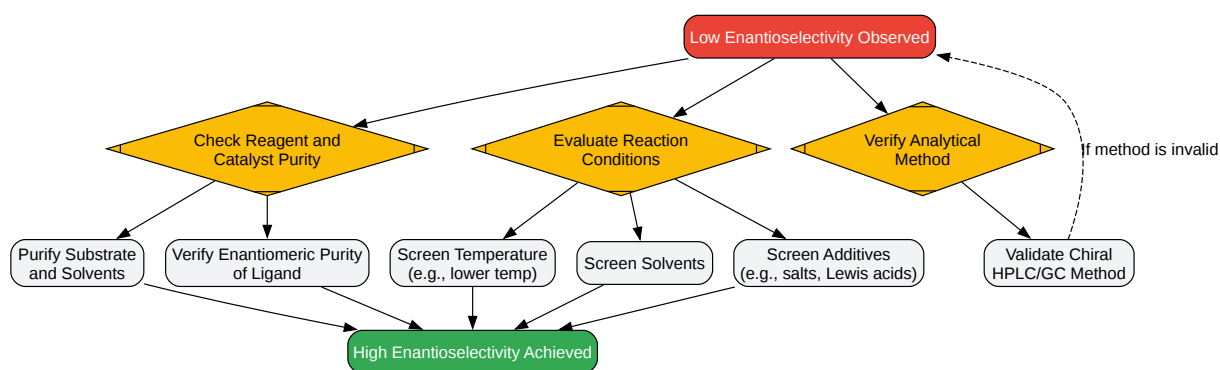 Low Enantioselectivity Observed
Check Reagent and
Catalyst Purity
Evaluate Reaction
Conditions
Verify Analytical
Method
If method is invalid
Purify Substrate
and Solvents
Verify Enantiomeric Purity
of Ligand
Screen Temperature
(e.g., lower temp)
Screen Solvents
Screen Additives
(e.g., salts, Lewis acids)
Validate Chiral
HPLC/GC Method
High Enantioselectivity Achieved